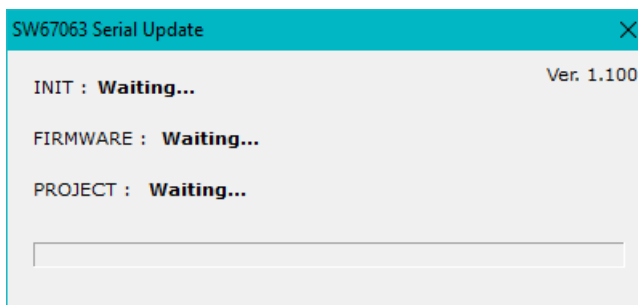 SW67063 Serial Update
Ver. 1.100
INIT : Waiting...
FIRMWARE : Waiting...
PROJECT : Waiting...